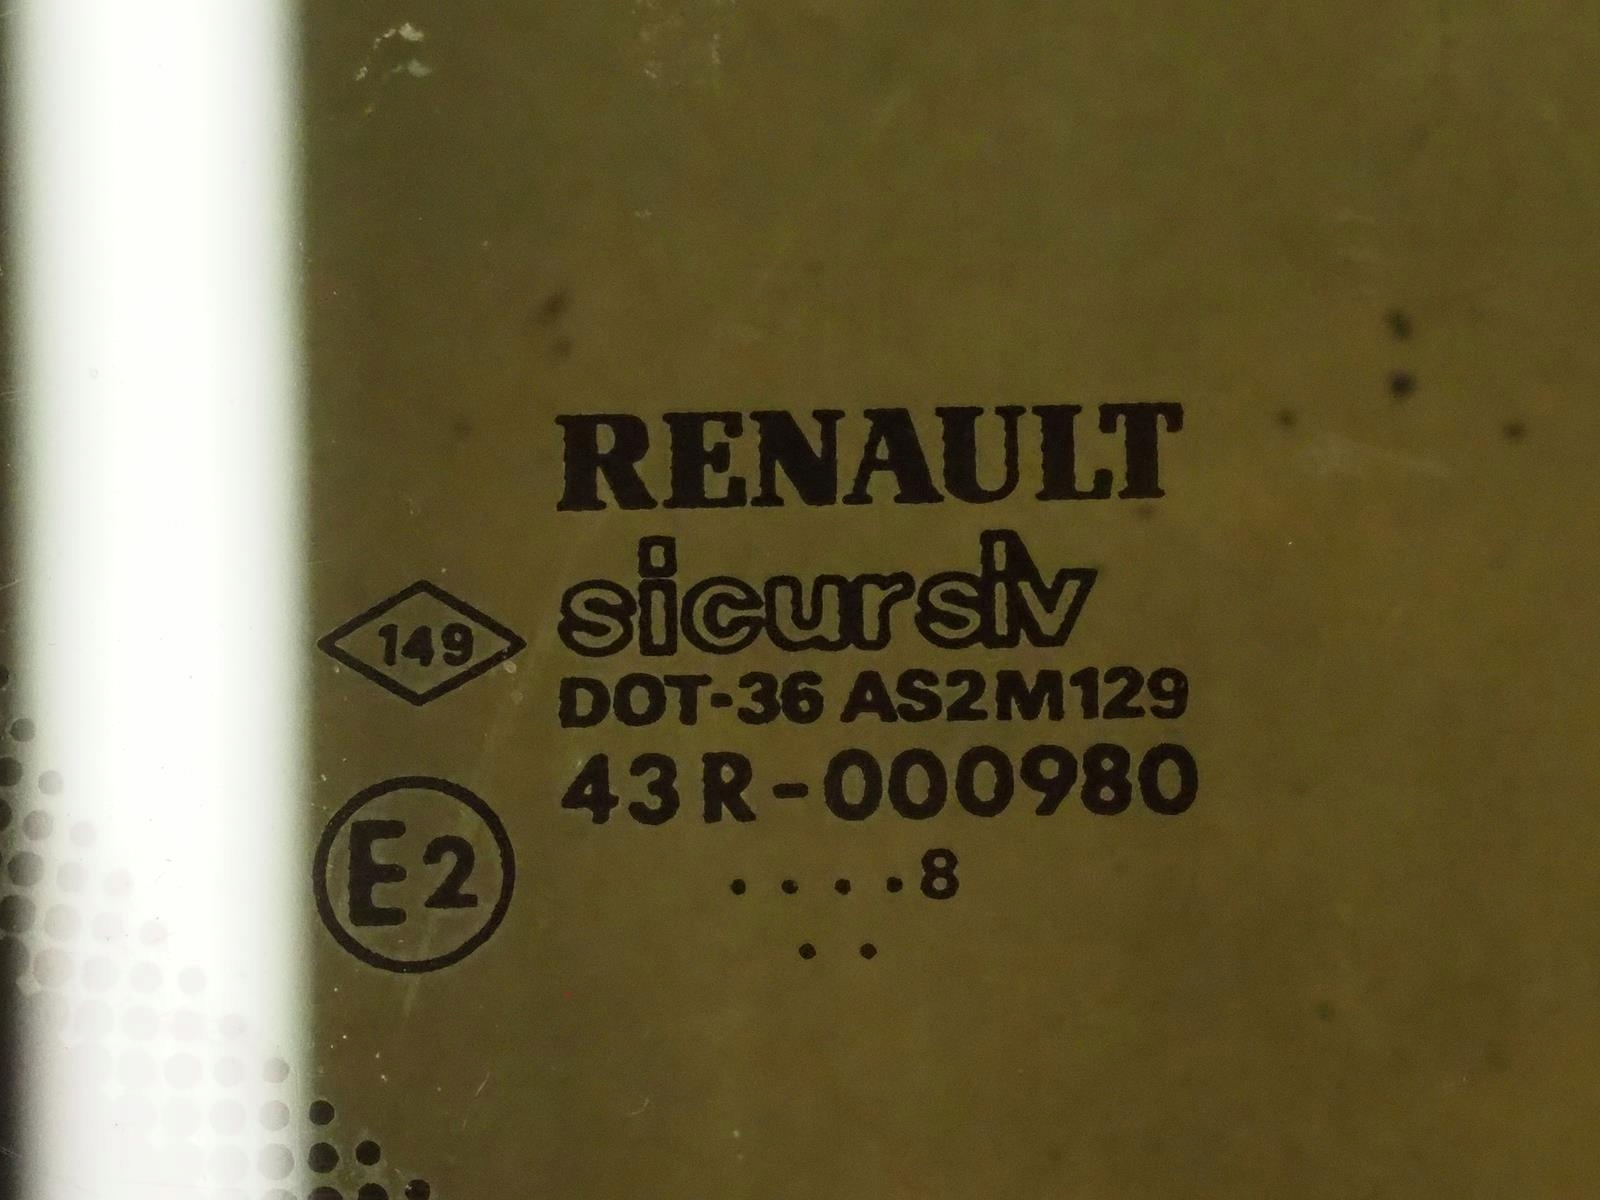 RENAULT
sicursiv
149
DOT-36 AS2M129
43R-000980
E2
....8
..